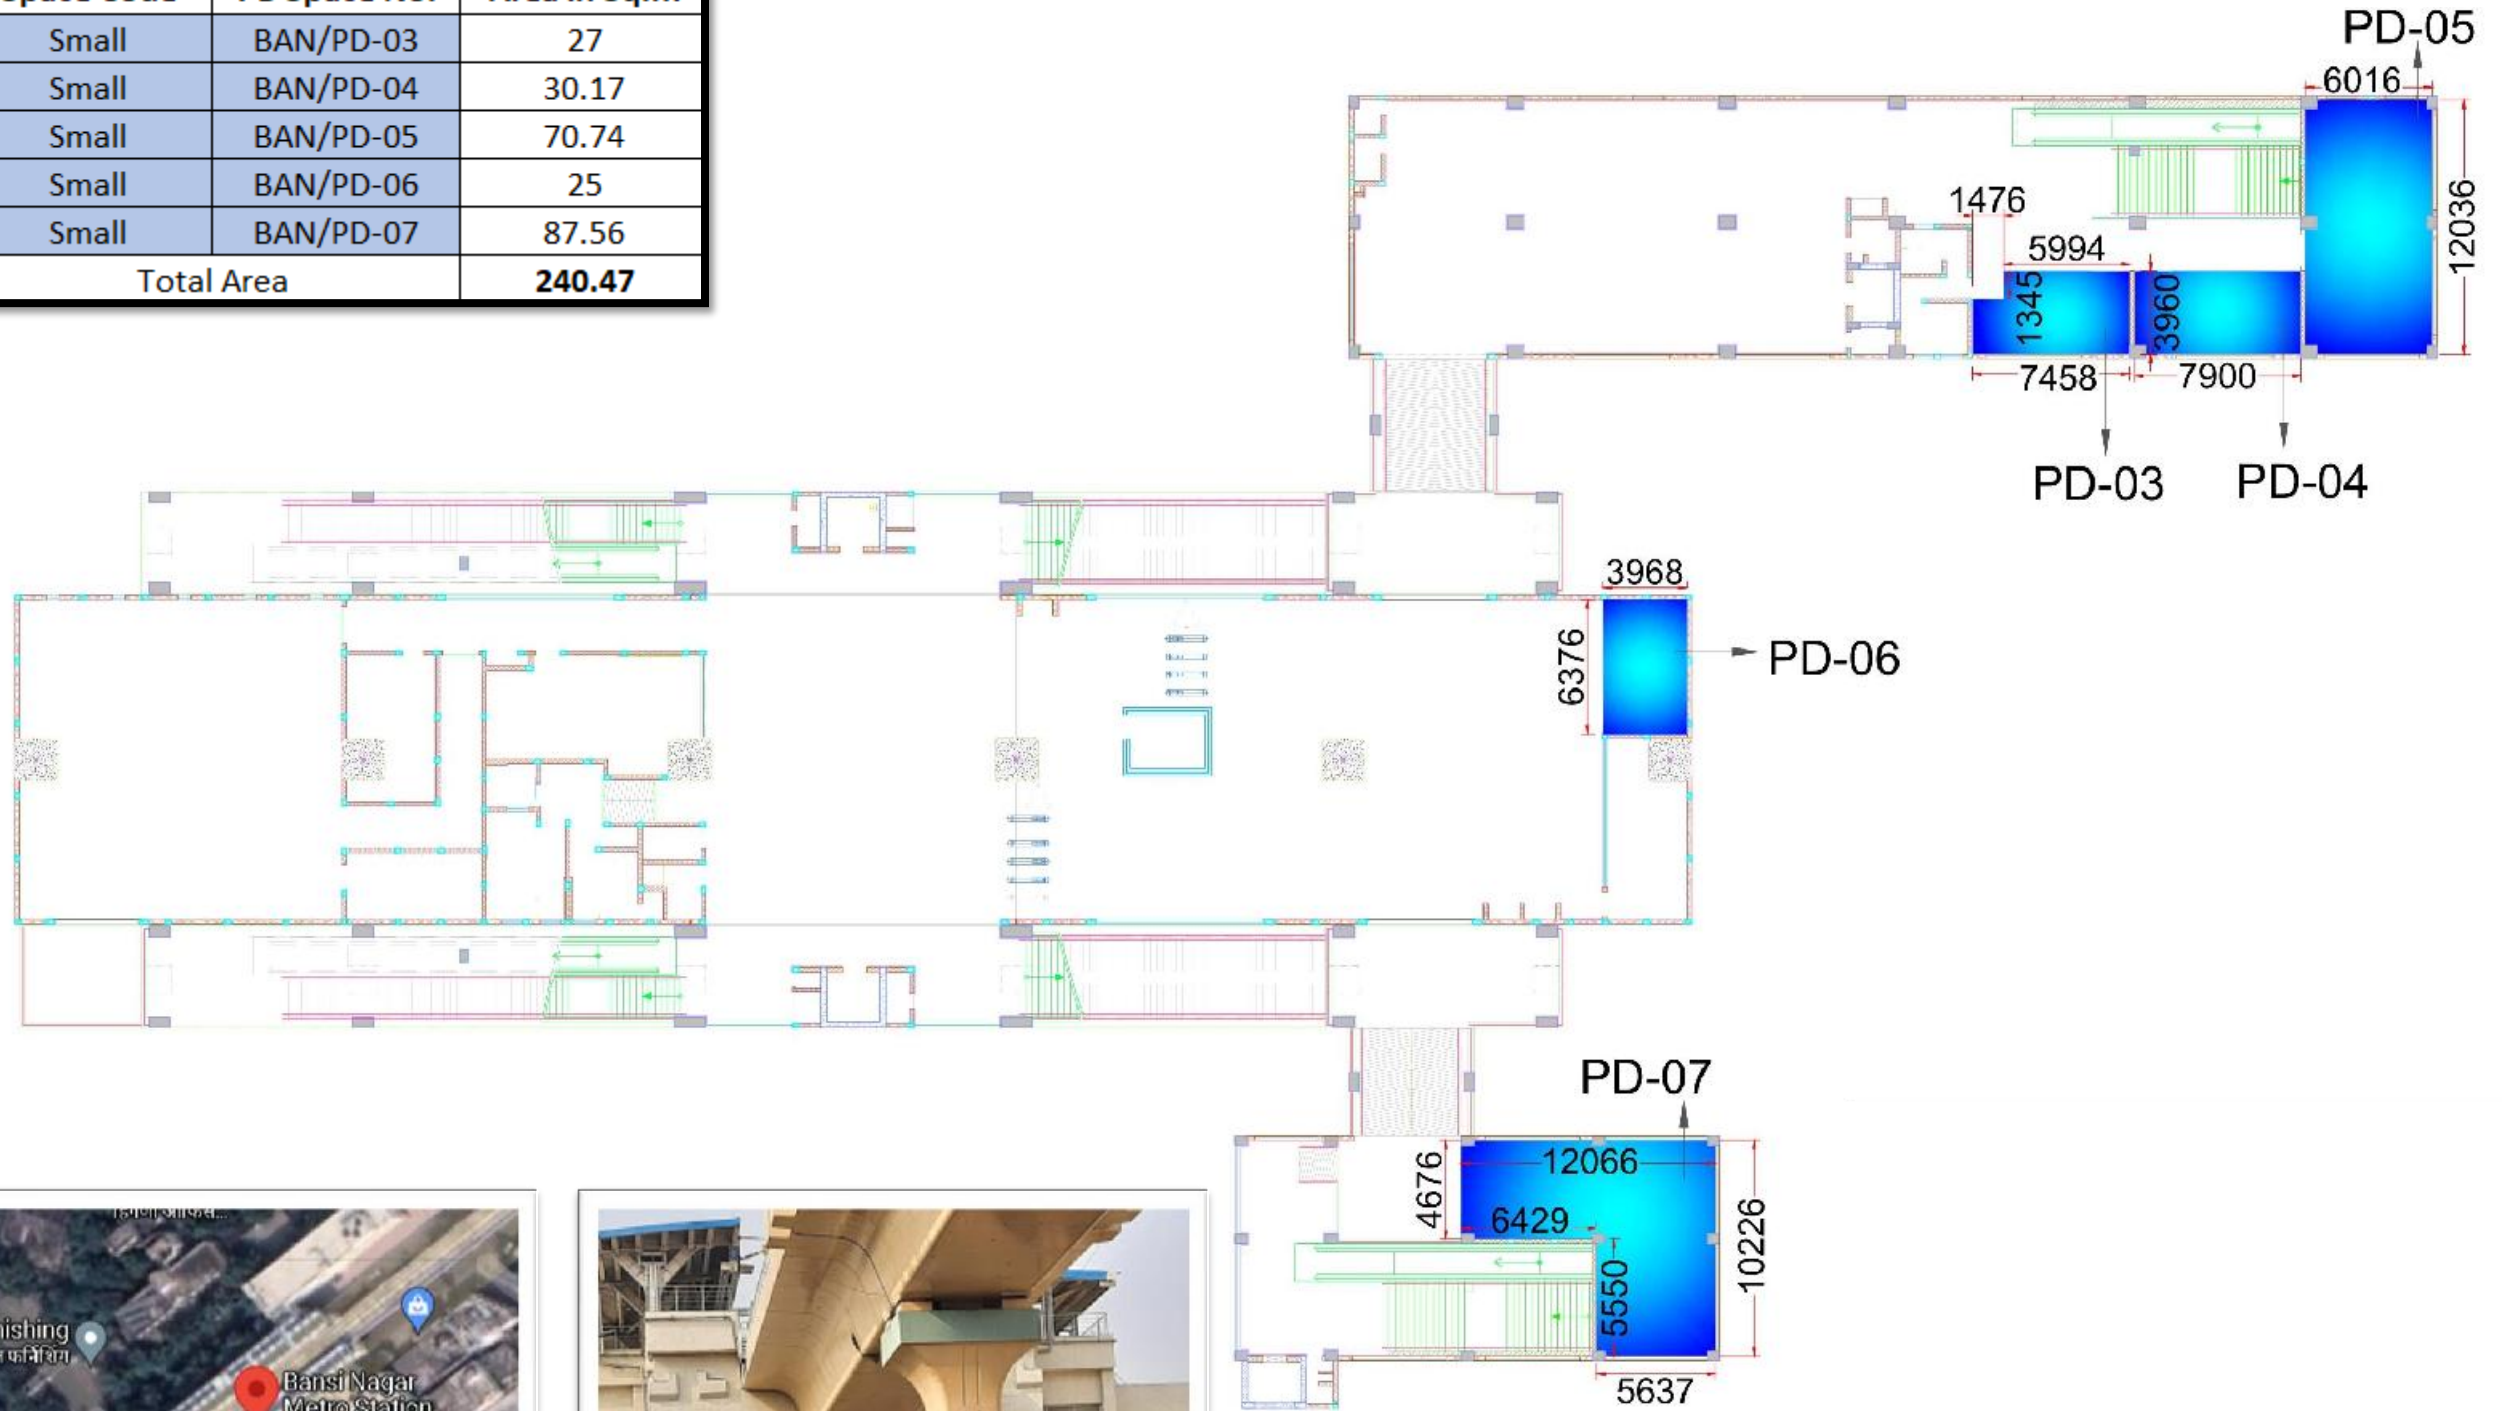 Small BAN/PD-03 27
Small BAN/PD-04 30.17
Small BAN/PD-05 70.74
Small BAN/PD-06 25
Small BAN/PD-07 87.56
Total Area 240.47
PD-05
6016
12036
1476
5994
1345
3960
7458
7900
PD-03
PD-04
3968
6376
PD-06
PD-07
12066
4676
6429
10226
5550
5637
Bansi Nagar
Metro Station